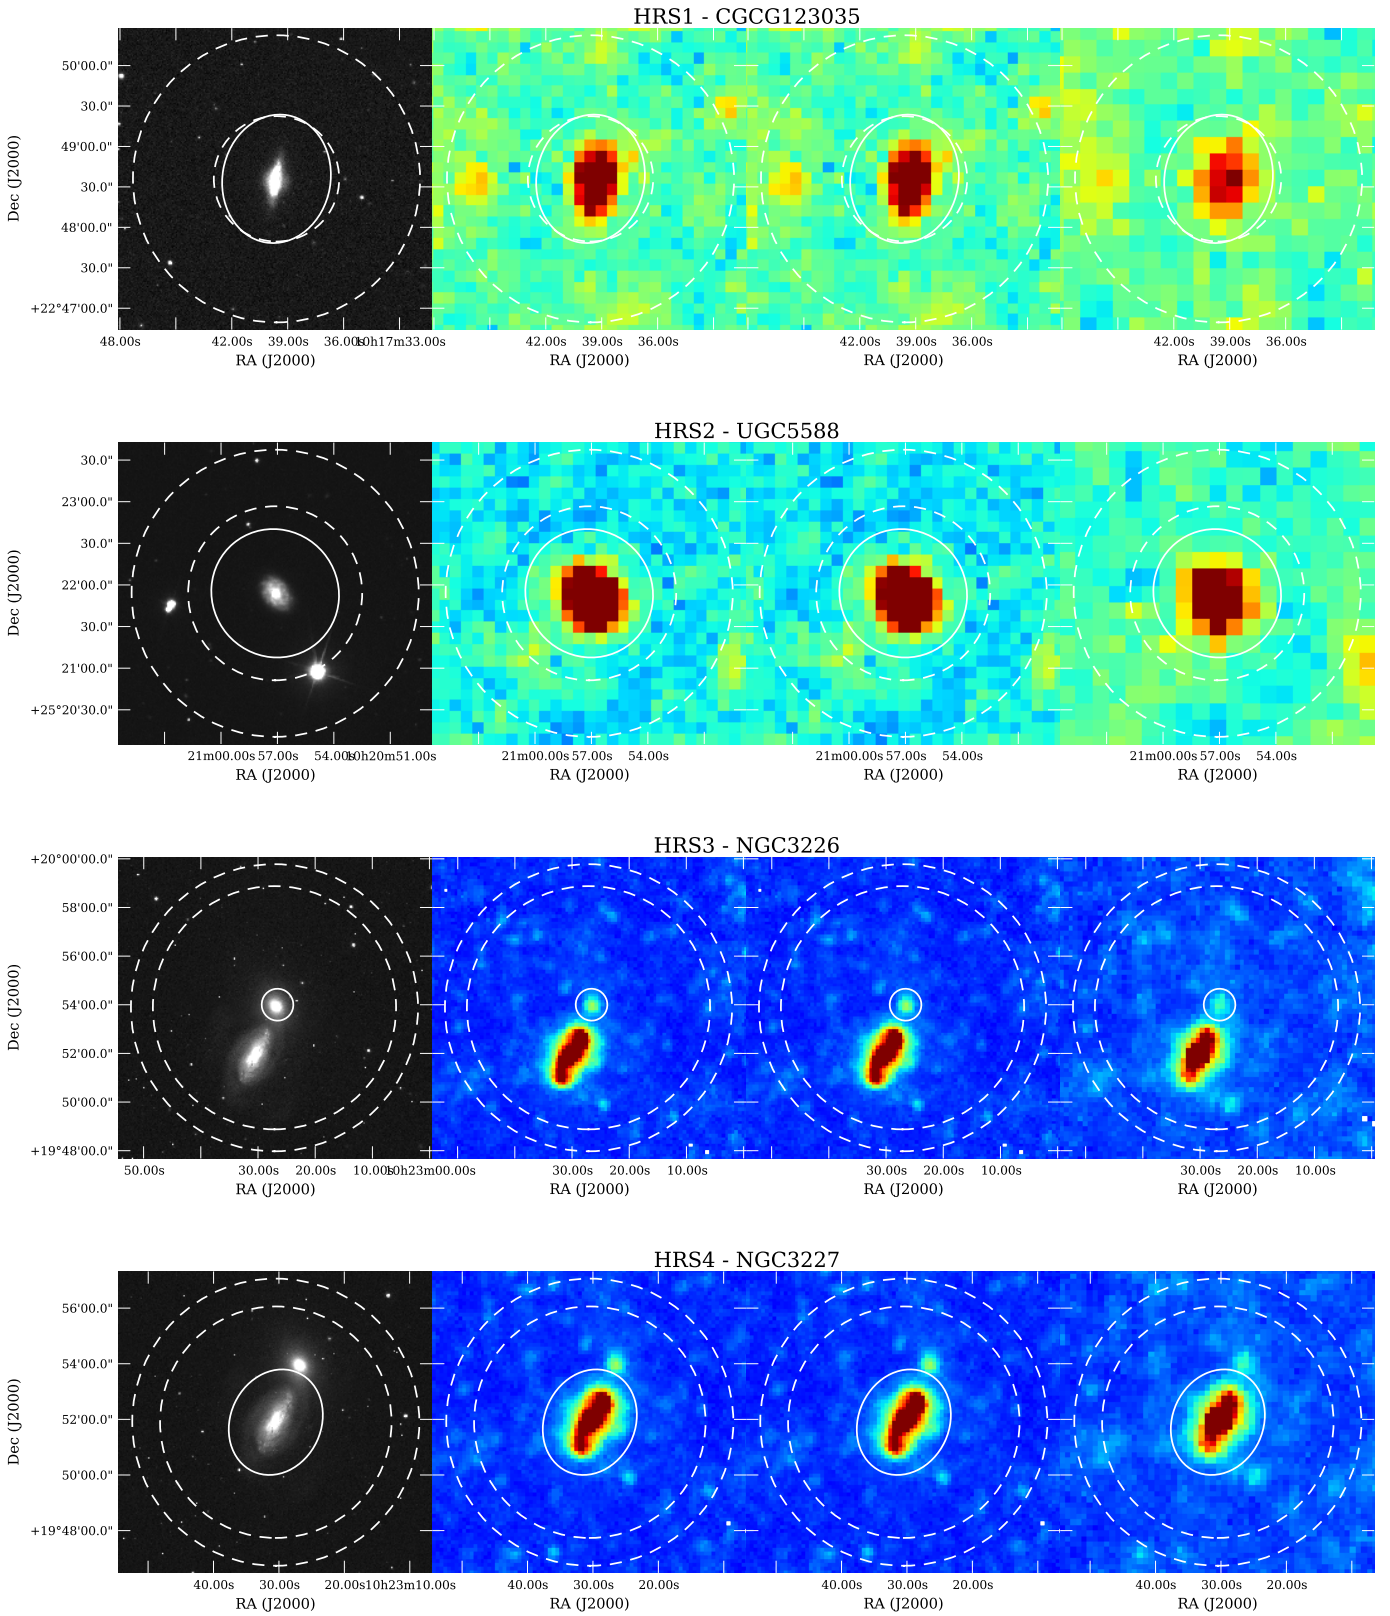 HRS1 - CGCG123035
50'00.0"
30.0"
49'00.0"
30.0"
48'00.0"
30.0"
+22°47'00.0"
Dec (J2000)
48.00s 42.00s 39.00s 36.00s 10h17m33.00s 42.00s 39.00s 36.00s 42.00s 39.00s 36.00s 42.00s 39.00s 36.00s
RA (J2000) RA (J2000) RA (J2000) RA (J2000)
HRS2 - UGC5588
30.0"
23'00.0"
30.0"
22'00.0"
30.0"
21'00.0"
+25°20'30.0"
Dec (J2000)
21m00.00s 57.00s 54.00s 10h20m51.00s 21m00.00s 57.00s 54.00s 21m00.00s 57.00s 54.00s 21m00.00s 57.00s 54.00s
RA (J2000) RA (J2000) RA (J2000) RA (J2000)
HRS3 - NGC3226
+20°00'00.0"
58'00.0"
56'00.0"
54'00.0"
52'00.0"
50'00.0"
+19°48'00.0"
Dec (J2000)
50.00s 30.00s 20.00s 10.00s 10h23m00.00s 30.00s 20.00s 10.00s 30.00s 20.00s 10.00s 30.00s 20.00s 10.00s
RA (J2000) RA (J2000) RA (J2000) RA (J2000)
HRS4 - NGC3227
56'00.0"
54'00.0"
52'00.0"
50'00.0"
+19°48'00.0"
Dec (J2000)
40.00s 30.00s 20.00s 10h23m10.00s 40.00s 30.00s 20.00s 40.00s 30.00s 20.00s 40.00s 30.00s 20.00s
RA (J2000) RA (J2000) RA (J2000) RA (J2000)